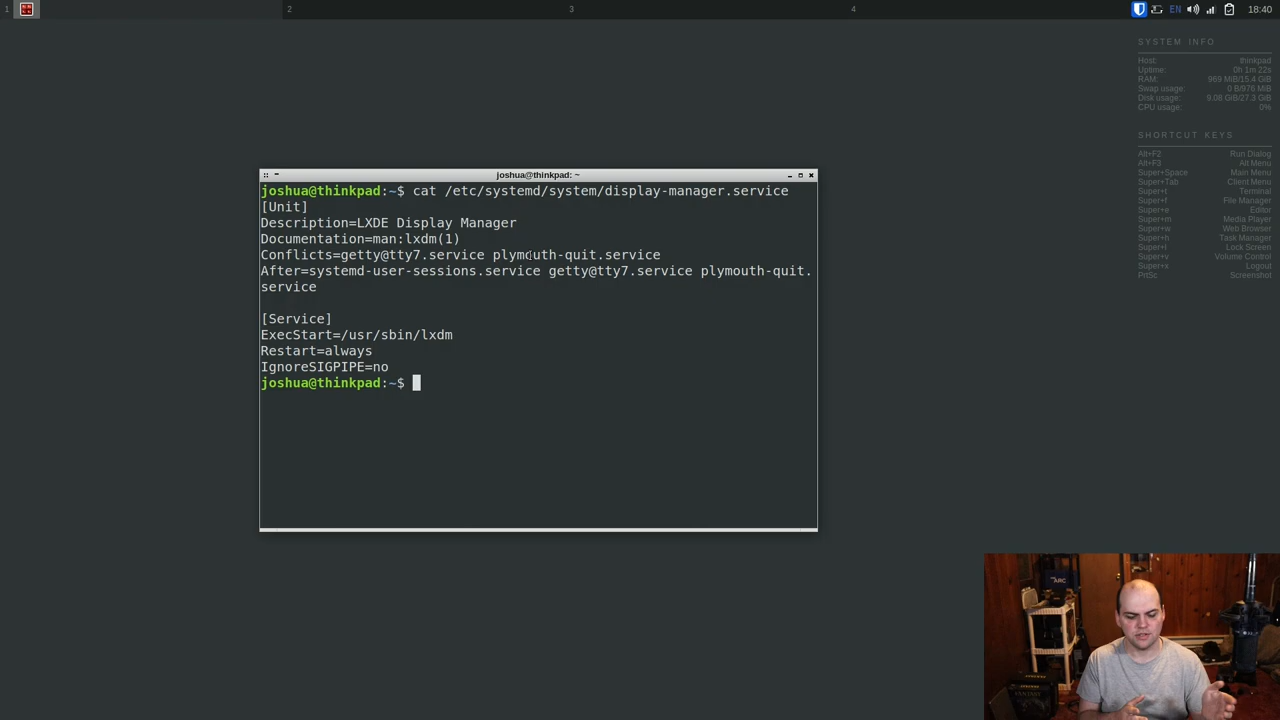 1
2
3
4
EN
18:40
SYSTEM INFO
Host: thinkpad
Uptime: 0h 1m 22s
RAM: 969 MiB/15.4 GiB
Swap usage: 0 B/976 MiB
Disk usage: 9.08 GiB/27.3 GiB
CPU usage: 0%
SHORTCUT KEYS
Alt+F2 Run Dialog
Alt+F3 Alt Menu
Super+Space Main Menu
Super+Tab Client Menu
Super+t Terminal
Super+f File Manager
Super+e Editor
Super+m Media Player
Super+w Web Browser
Super+h Task Manager
Super+l Lock Screen
Super+v Volume Control
Super+x Logout
PrtSc Screenshot
joshua@thinkpad: ~
joshua@thinkpad:~$ cat /etc/systemd/system/display-manager.service
[Unit]
Description=LXDE Display Manager
Documentation=man:lxdm(1)
Conflicts=getty@tty7.service plymouth-quit.service
After=systemd-user-sessions.service getty@tty7.service plymouth-quit.
service
[Service]
ExecStart=/usr/sbin/lxdm
Restart=always
IgnoreSIGPIPE=no
joshua@thinkpad:~$
ARC